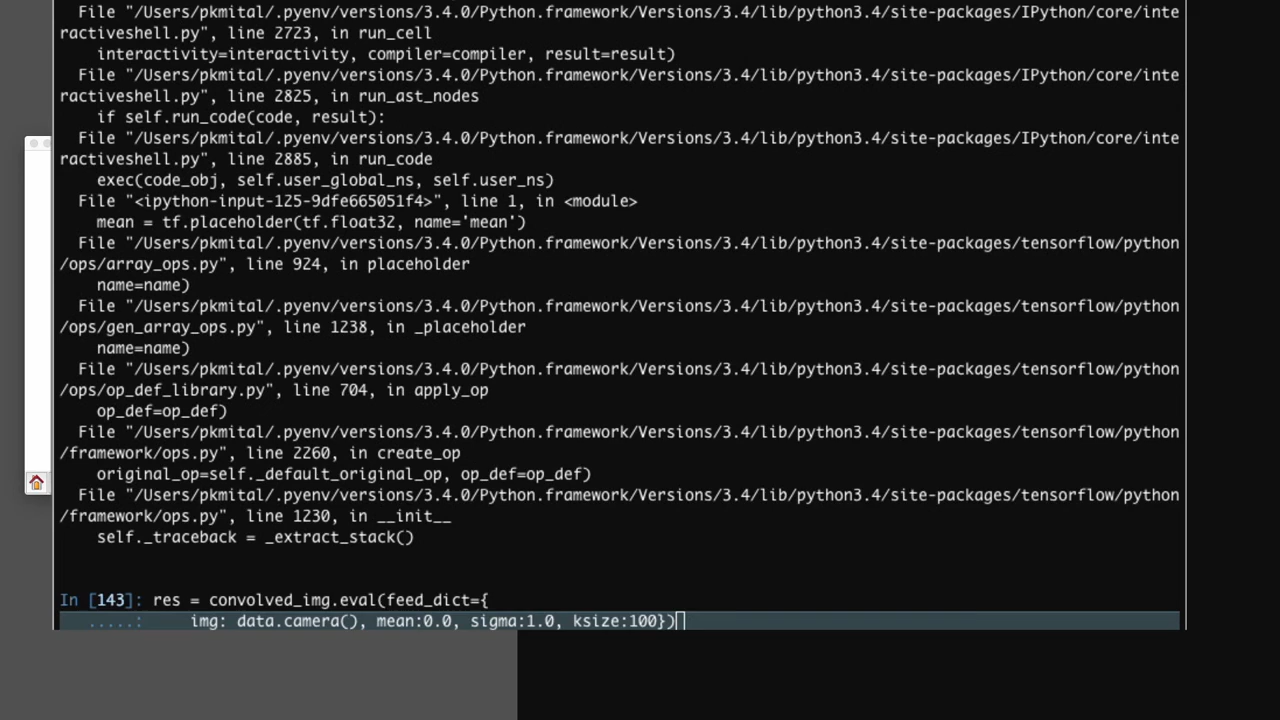 File "/Users/pkmital/.pyenv/versions/3.4.0/Python.framework/Versions/3.4/lib/python3.4/site-packages/IPython/core/inte
ractiveshell.py", line 2723, in run_cell
    interactivity=interactivity, compiler=compiler, result=result)
  File "/Users/pkmital/.pyenv/versions/3.4.0/Python.framework/Versions/3.4/lib/python3.4/site-packages/IPython/core/inte
ractiveshell.py", line 2825, in run_ast_nodes
    if self.run_code(code, result):
  File "/Users/pkmital/.pyenv/versions/3.4.0/Python.framework/Versions/3.4/lib/python3.4/site-packages/IPython/core/inte
ractiveshell.py", line 2885, in run_code
    exec(code_obj, self.user_global_ns, self.user_ns)
  File "<ipython-input-125-9dfe665051f4>", line 1, in <module>
    mean = tf.placeholder(tf.float32, name='mean')
  File "/Users/pkmital/.pyenv/versions/3.4.0/Python.framework/Versions/3.4/lib/python3.4/site-packages/tensorflow/python
/ops/array_ops.py", line 924, in placeholder
    name=name)
  File "/Users/pkmital/.pyenv/versions/3.4.0/Python.framework/Versions/3.4/lib/python3.4/site-packages/tensorflow/python
/ops/gen_array_ops.py", line 1238, in _placeholder
    name=name)
  File "/Users/pkmital/.pyenv/versions/3.4.0/Python.framework/Versions/3.4/lib/python3.4/site-packages/tensorflow/python
/ops/op_def_library.py", line 704, in apply_op
    op_def=op_def)
  File "/Users/pkmital/.pyenv/versions/3.4.0/Python.framework/Versions/3.4/lib/python3.4/site-packages/tensorflow/python
/framework/ops.py", line 2260, in create_op
    original_op=self._default_original_op, op_def=op_def)
  File "/Users/pkmital/.pyenv/versions/3.4.0/Python.framework/Versions/3.4/lib/python3.4/site-packages/tensorflow/python
/framework/ops.py", line 1230, in __init__
    self._traceback = _extract_stack()
In [143]: res = convolved_img.eval(feed_dict={
   .....:     img: data.camera(), mean:0.0, sigma:1.0, ksize:100})